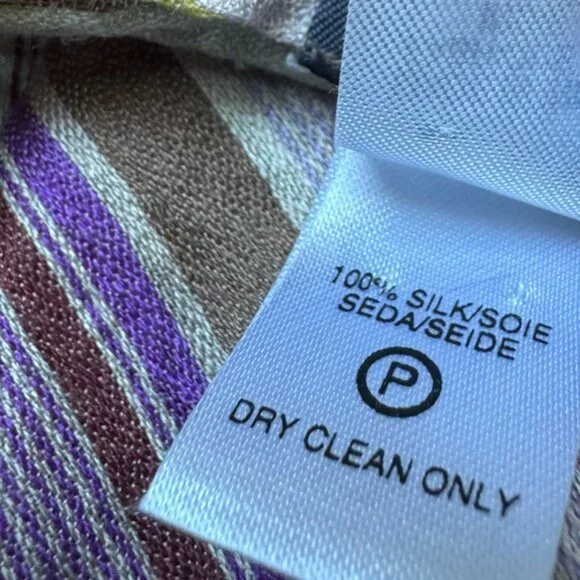 100% SILK/SOIE
SEDA/SEIDE
P
DRY CLEAN ONLY